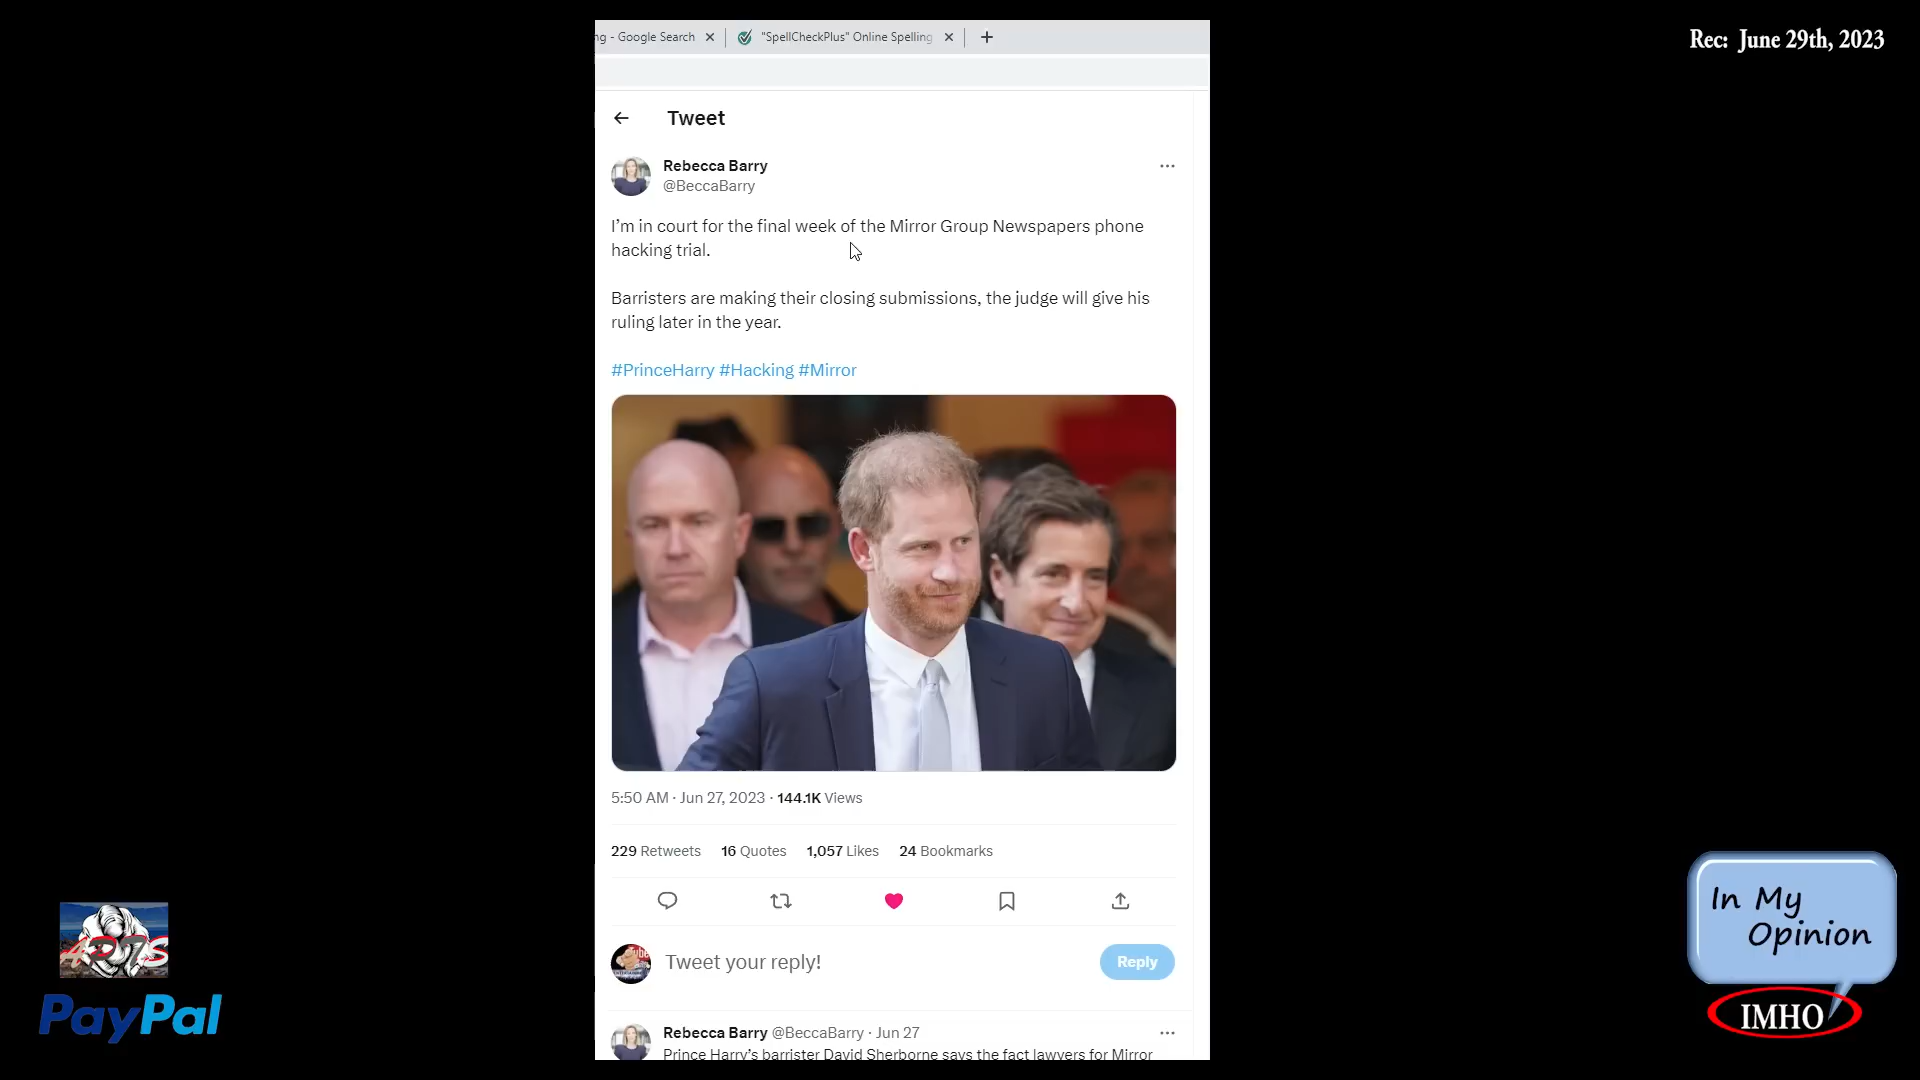 ng - Google Search
"SpellCheckPlus" Online Spelling
Rec: June 29th, 2023
Tweet
Rebecca Barry
@BeccaBarry
I'm in court for the final week of the Mirror Group Newspapers phone
hacking trial.
Barristers are making their closing submissions, the judge will give his
ruling later in the year.
#PrinceHarry #Hacking #Mirror
5:50 AM · Jun 27, 2023 · 144.1K Views
229 Retweets 16 Quotes 1,057 Likes 24 Bookmarks
Tweet your reply!
Reply
Rebecca Barry @BeccaBarry · Jun 27
Prince Harry's barrister David Sherborne says the fact lawyers for Mirror
PayPal
In My
Opinion
IMHO